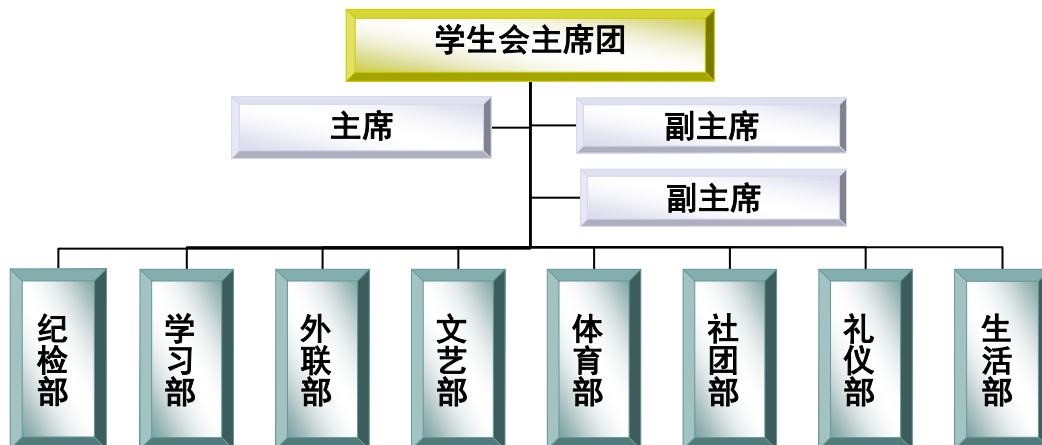 学生会主席团
主席
副主席
副主席
纪检部
学习部
外联部
文艺部
体育部
社团部
礼仪部
生活部